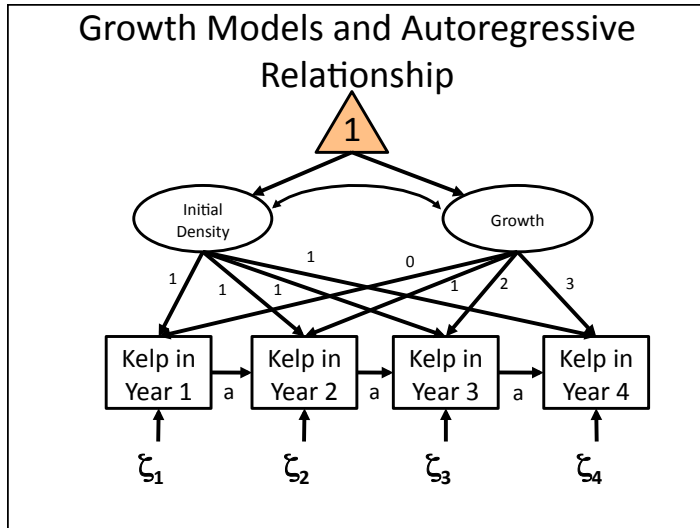 Growth Models and Autoregressive
Relationship
1
Initial
Density
Growth
1
0
1
1
1
1
2
3
Kelp in
Year 1
a
Kelp in
Year 2
a
Kelp in
Year 3
a
Kelp in
Year 4
ζ1
ζ2
ζ3
ζ4